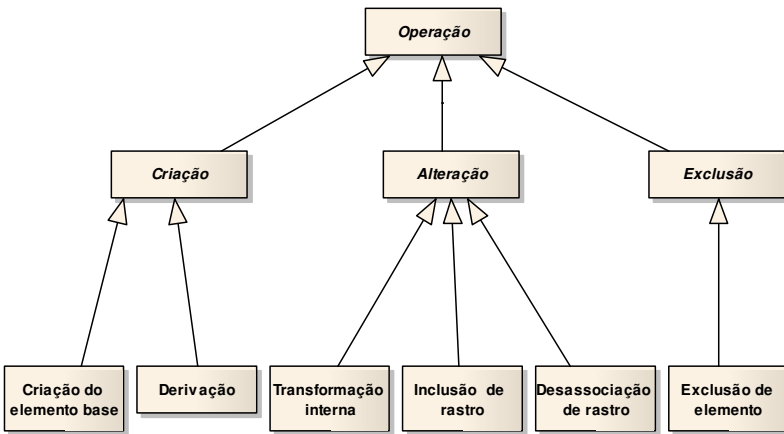 Operação
Criação
Alteração
Exclusão
Criação do
elemento base
Derivação
Transformação
interna
Inclusão de
rastro
Desassociação
de rastro
Exclusão de
elemento